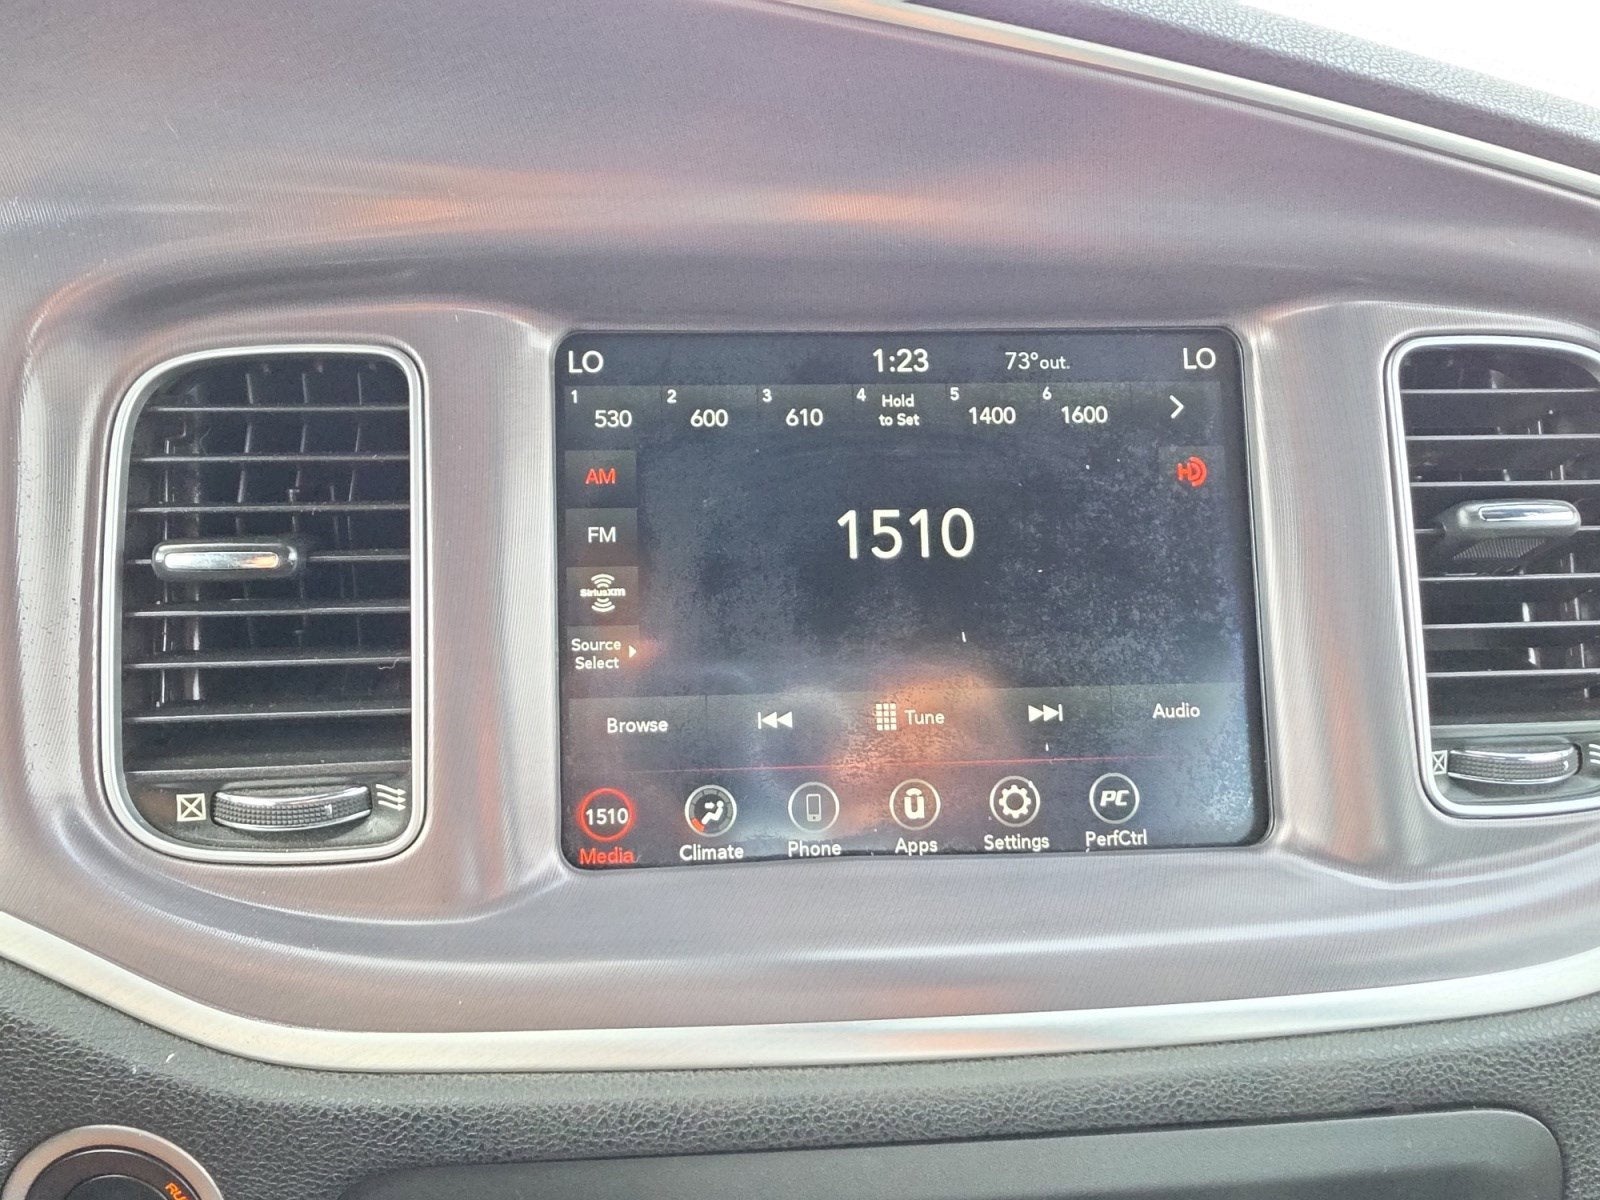 LO 1:23 73°out. LO
1 530 2 600 3 610 4 Hold to Set 5 1400 6 1600
AM
HD
FM
1510
SiriusXM
Source
Select
Browse Tune Audio
1510 PC
Media Climate Phone Apps Settings PerfCtrl